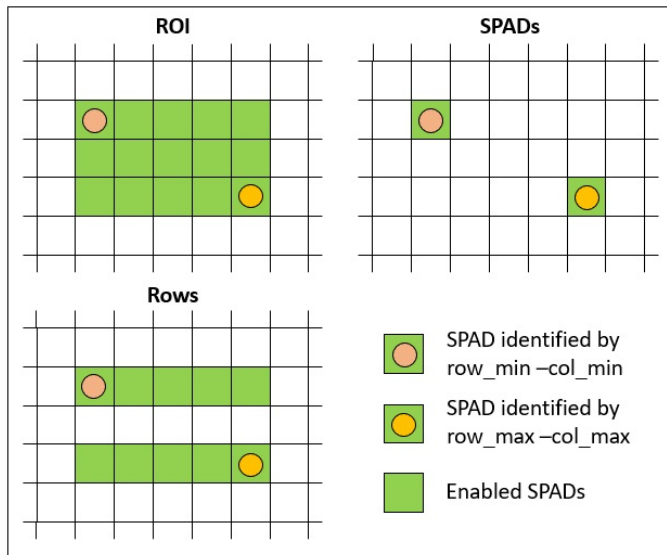 ROI
SPADs
Rows
SPAD identified by
row_min –col_min
SPAD identified by
row_max –col_max
Enabled SPADs